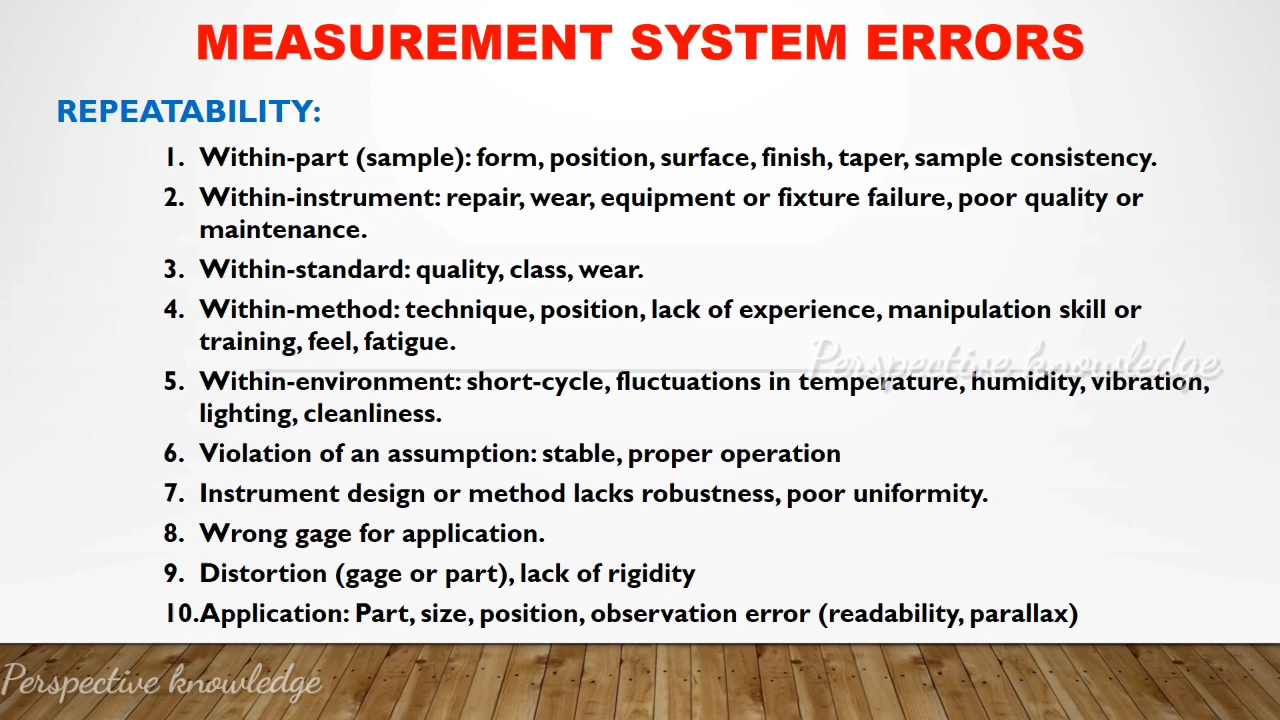 MEASUREMENT SYSTEM ERRORS
REPEATABILITY:
1. Within-part (sample): form, position, surface, finish, taper, sample consistency.
2. Within-instrument: repair, wear, equipment or fixture failure, poor quality or
maintenance.
3. Within-standard: quality, class, wear.
4. Within-method: technique, position, lack of experience, manipulation skill or
training, feel, fatigue.
Perspective knowledge
5. Within-environment: short-cycle, fluctuations in temperature, humidity, vibration,
lighting, cleanliness.
6. Violation of an assumption: stable, proper operation
7. Instrument design or method lacks robustness, poor uniformity.
8. Wrong gage for application.
9. Distortion (gage or part), lack of rigidity
10.Application: Part, size, position, observation error (readability, parallax)
Perspective knowledge